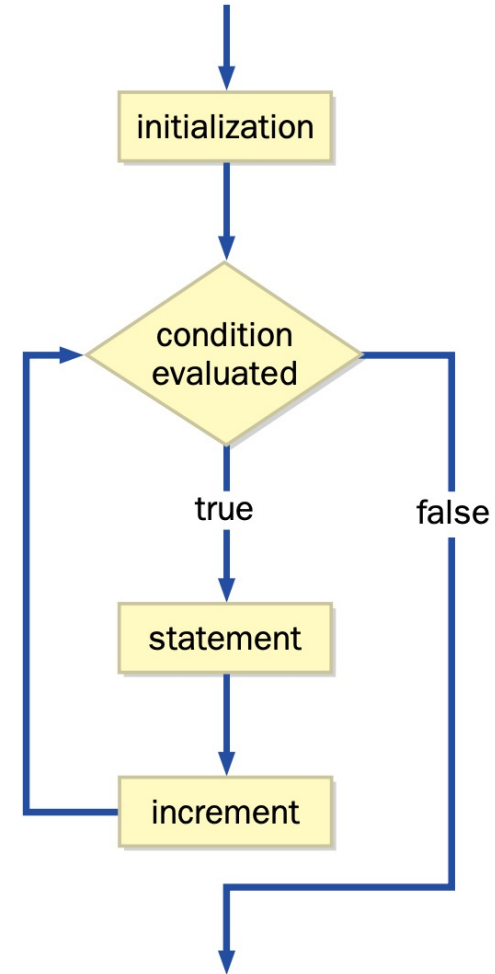 initialization
condition
evaluated
true
false
statement
increment